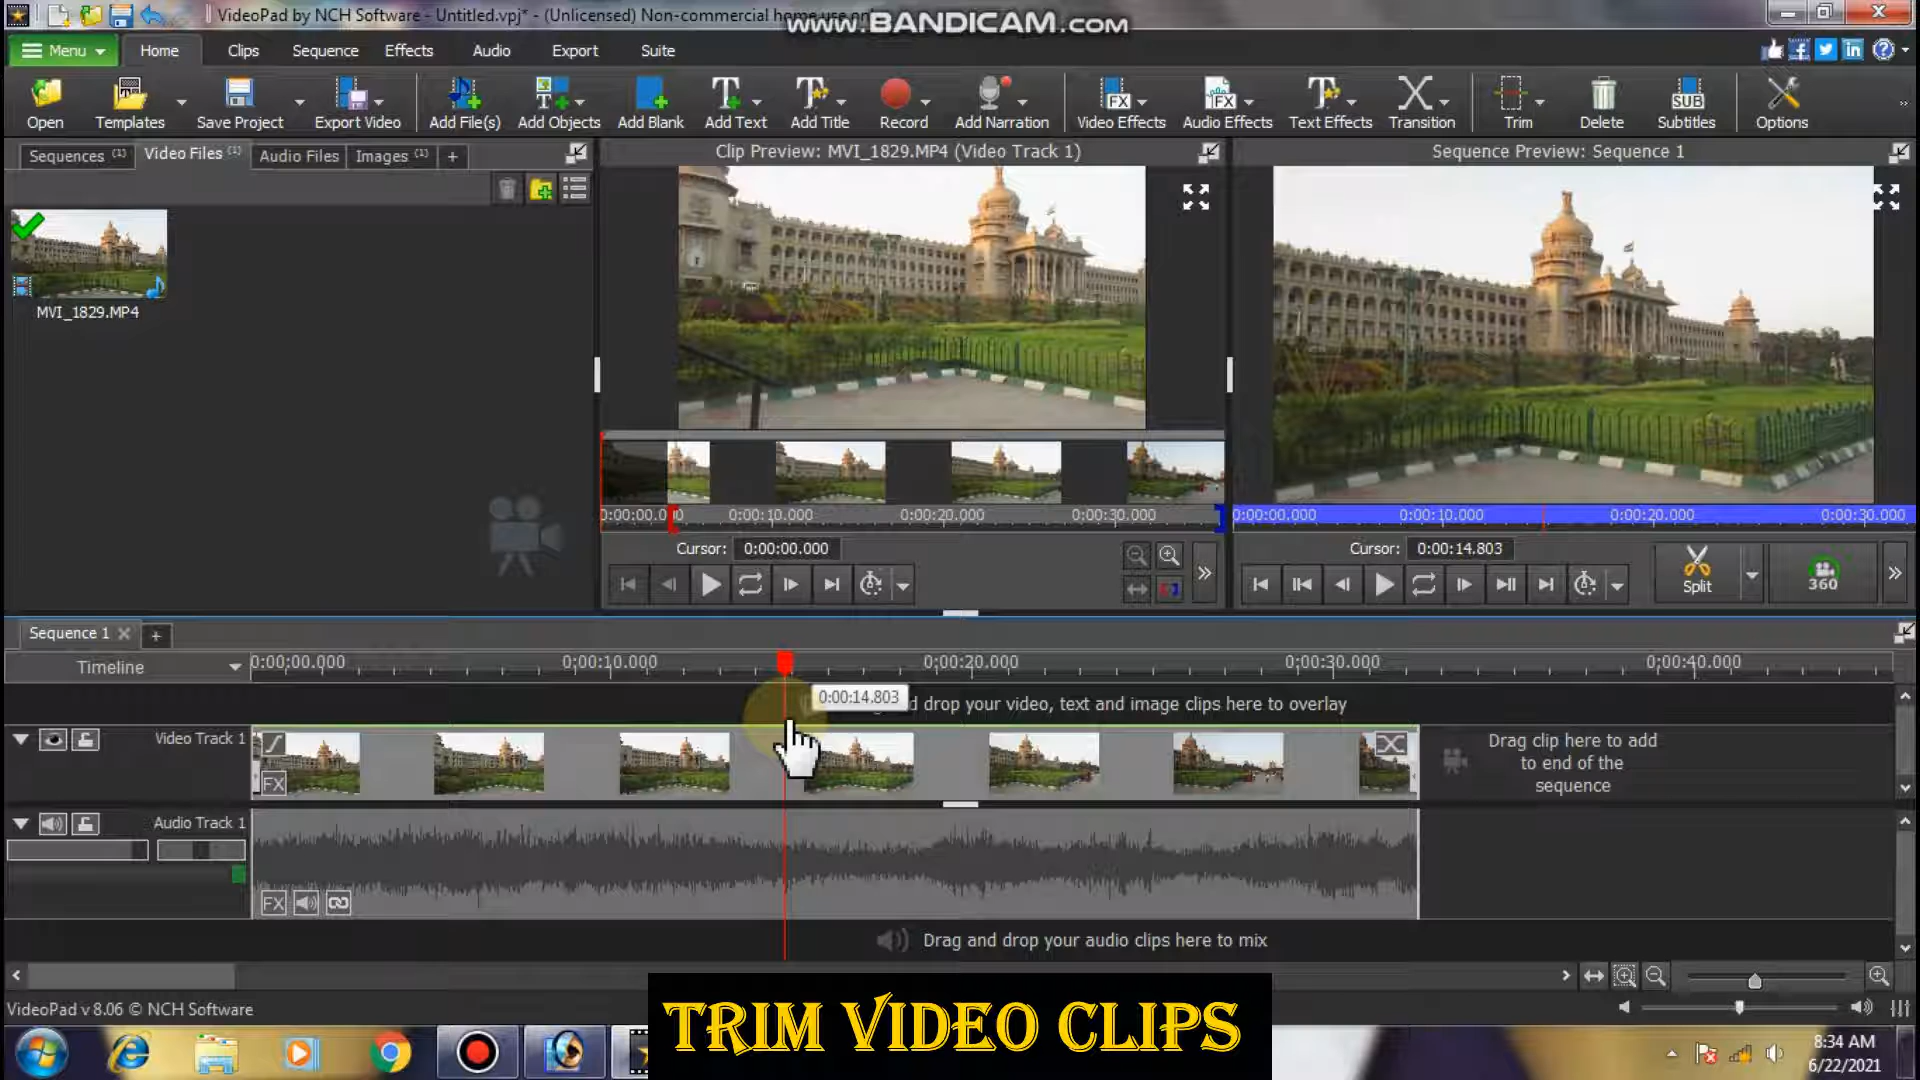 VideoPad by NCH Software - Untitled.vpj* - (Unlicensed) Non-commercial home use only
www.BANDICAM.com
Menu Home Clips Sequence Effects Audio Export Suite
Open Templates Save Project Export Video Add File(s) Add Objects Add Blank Add Text Add Title Record Add Narration Video Effects Audio Effects Text Effects Transition Trim Delete Subtitles Options
SUB
Sequences (1) Video Files (1) Audio Files Images (1) +
Clip Preview: MVI_1829.MP4 (Video Track 1)
Sequence Preview: Sequence 1
MVI_1829.MP4
0:00:00.000 0:00:10.000 0:00:20.000 0:00:30.000
0:00:00.000 0:00:10.000 0:00:20.000 0:00:30.000
Cursor: 0:00:00.000
Cursor: 0:00:14.803
Split
360
Sequence 1
Timeline
0;00:00.000 0;00:10.000 0;00:20.000 0;00:30.000 0;00:40.000
0:00:14.803
drop your video, text and image clips here to overlay
Video Track 1
FX
Drag clip here to add
to end of the
sequence
Audio Track 1
FX
Drag and drop your audio clips here to mix
VideoPad v 8.06 © NCH Software
TRIM VIDEO CLIPS
8:34 AM
6/22/2021